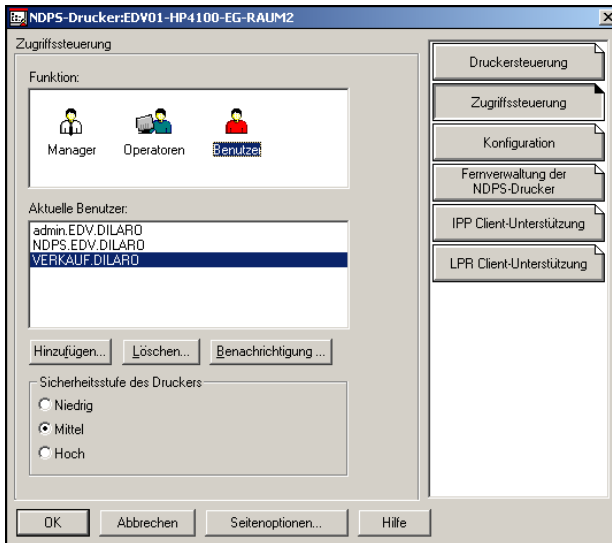 NDPS-Drucker:EDV01-HP4100-EG-RAUM2
Zugriffssteuerung
Funktion:
Manager
Operatoren
Benutzer
Aktuelle Benutzer:
admin.EDV.DILARO
NDPS.EDV.DILARO
VERKAUF.DILARO
Hinzufügen...
Löschen...
Benachrichtigung ...
Sicherheitsstufe des Druckers
Niedrig
Mittel
Hoch
Druckersteuerung
Zugriffssteuerung
Konfiguration
Fernverwaltung der
NDPS-Drucker
IPP Client-Unterstützung
LPR Client-Unterstützung
OK
Abbrechen
Seitenoptionen...
Hilfe